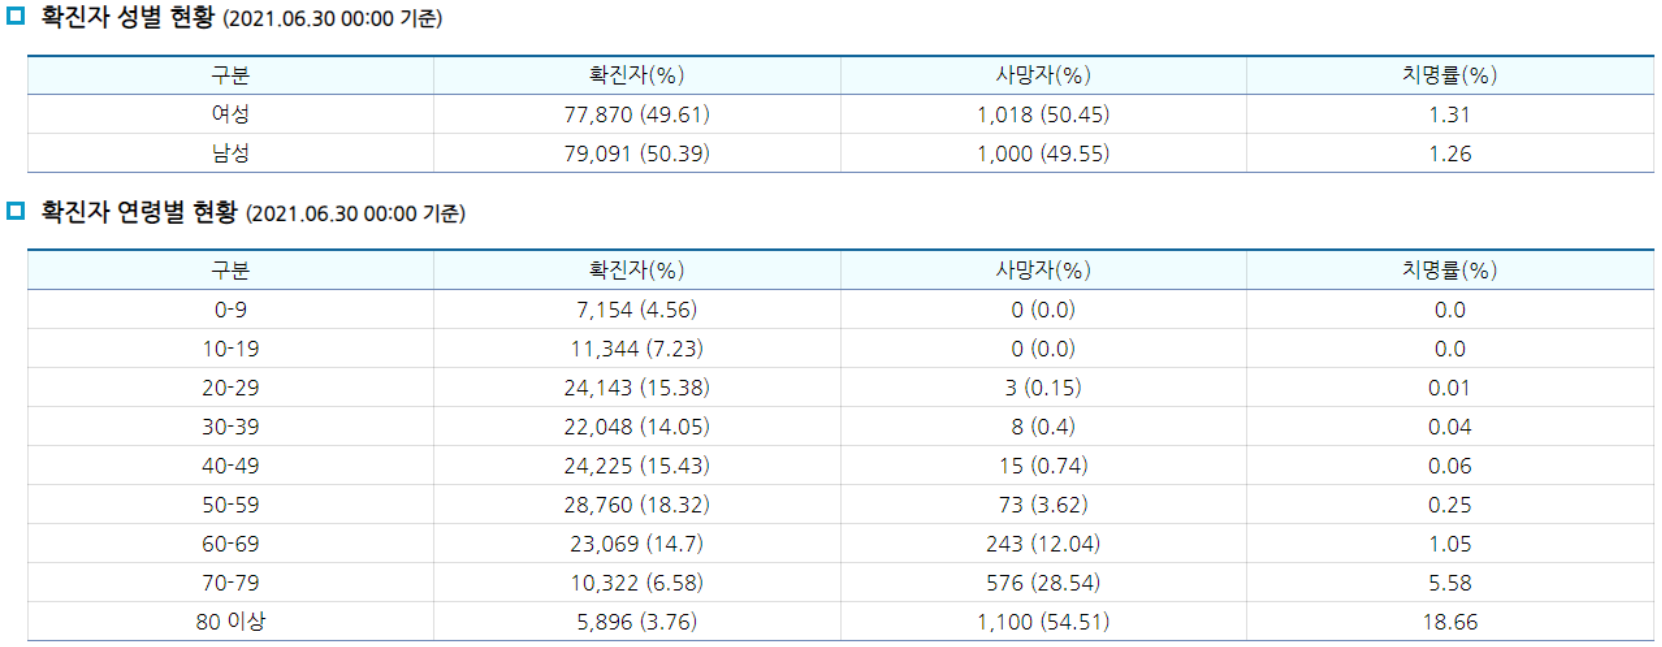 확진자 성별 현황 (2021.06.30 00:00 기준)
구분 확진자(%) 사망자(%) 치명률(%)
여성 77,870 (49.61) 1,018 (50.45) 1.31
남성 79,091 (50.39) 1,000 (49.55) 1.26
확진자 연령별 현황 (2021.06.30 00:00 기준)
구분 확진자(%) 사망자(%) 치명률(%)
0-9 7,154 (4.56) 0 (0.0) 0.0
10-19 11,344 (7.23) 0 (0.0) 0.0
20-29 24,143 (15.38) 3 (0.15) 0.01
30-39 22,048 (14.05) 8 (0.4) 0.04
40-49 24,225 (15.43) 15 (0.74) 0.06
50-59 28,760 (18.32) 73 (3.62) 0.25
60-69 23,069 (14.7) 243 (12.04) 1.05
70-79 10,322 (6.58) 576 (28.54) 5.58
80 이상 5,896 (3.76) 1,100 (54.51) 18.66